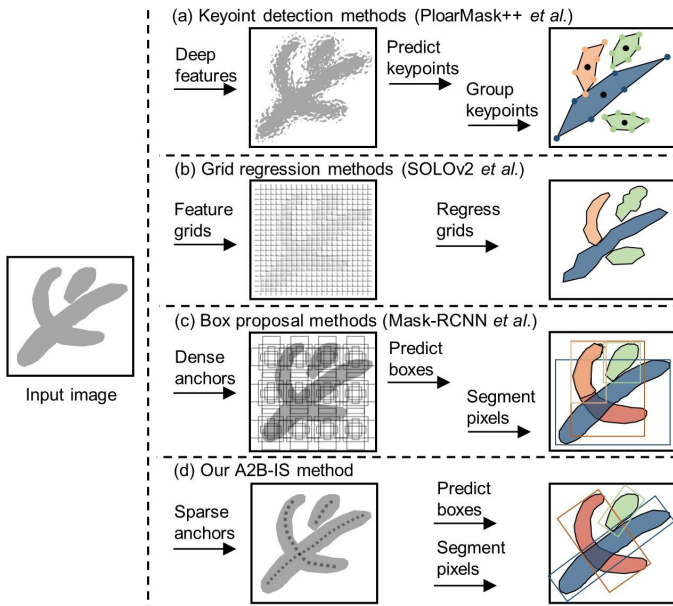 (a) Keyoint detection methods (PloarMask++ et al.)
Deep
features
Predict
keypoints
Group
keypoints
(b) Grid regression methods (SOLOv2 et al.)
Feature
grids
Regress
grids
Input image
(c) Box proposal methods (Mask-RCNN et al.)
Dense
anchors
Predict
boxes
Segment
pixels
(d) Our A2B-IS method
Sparse
anchors
Predict
boxes
Segment
pixels